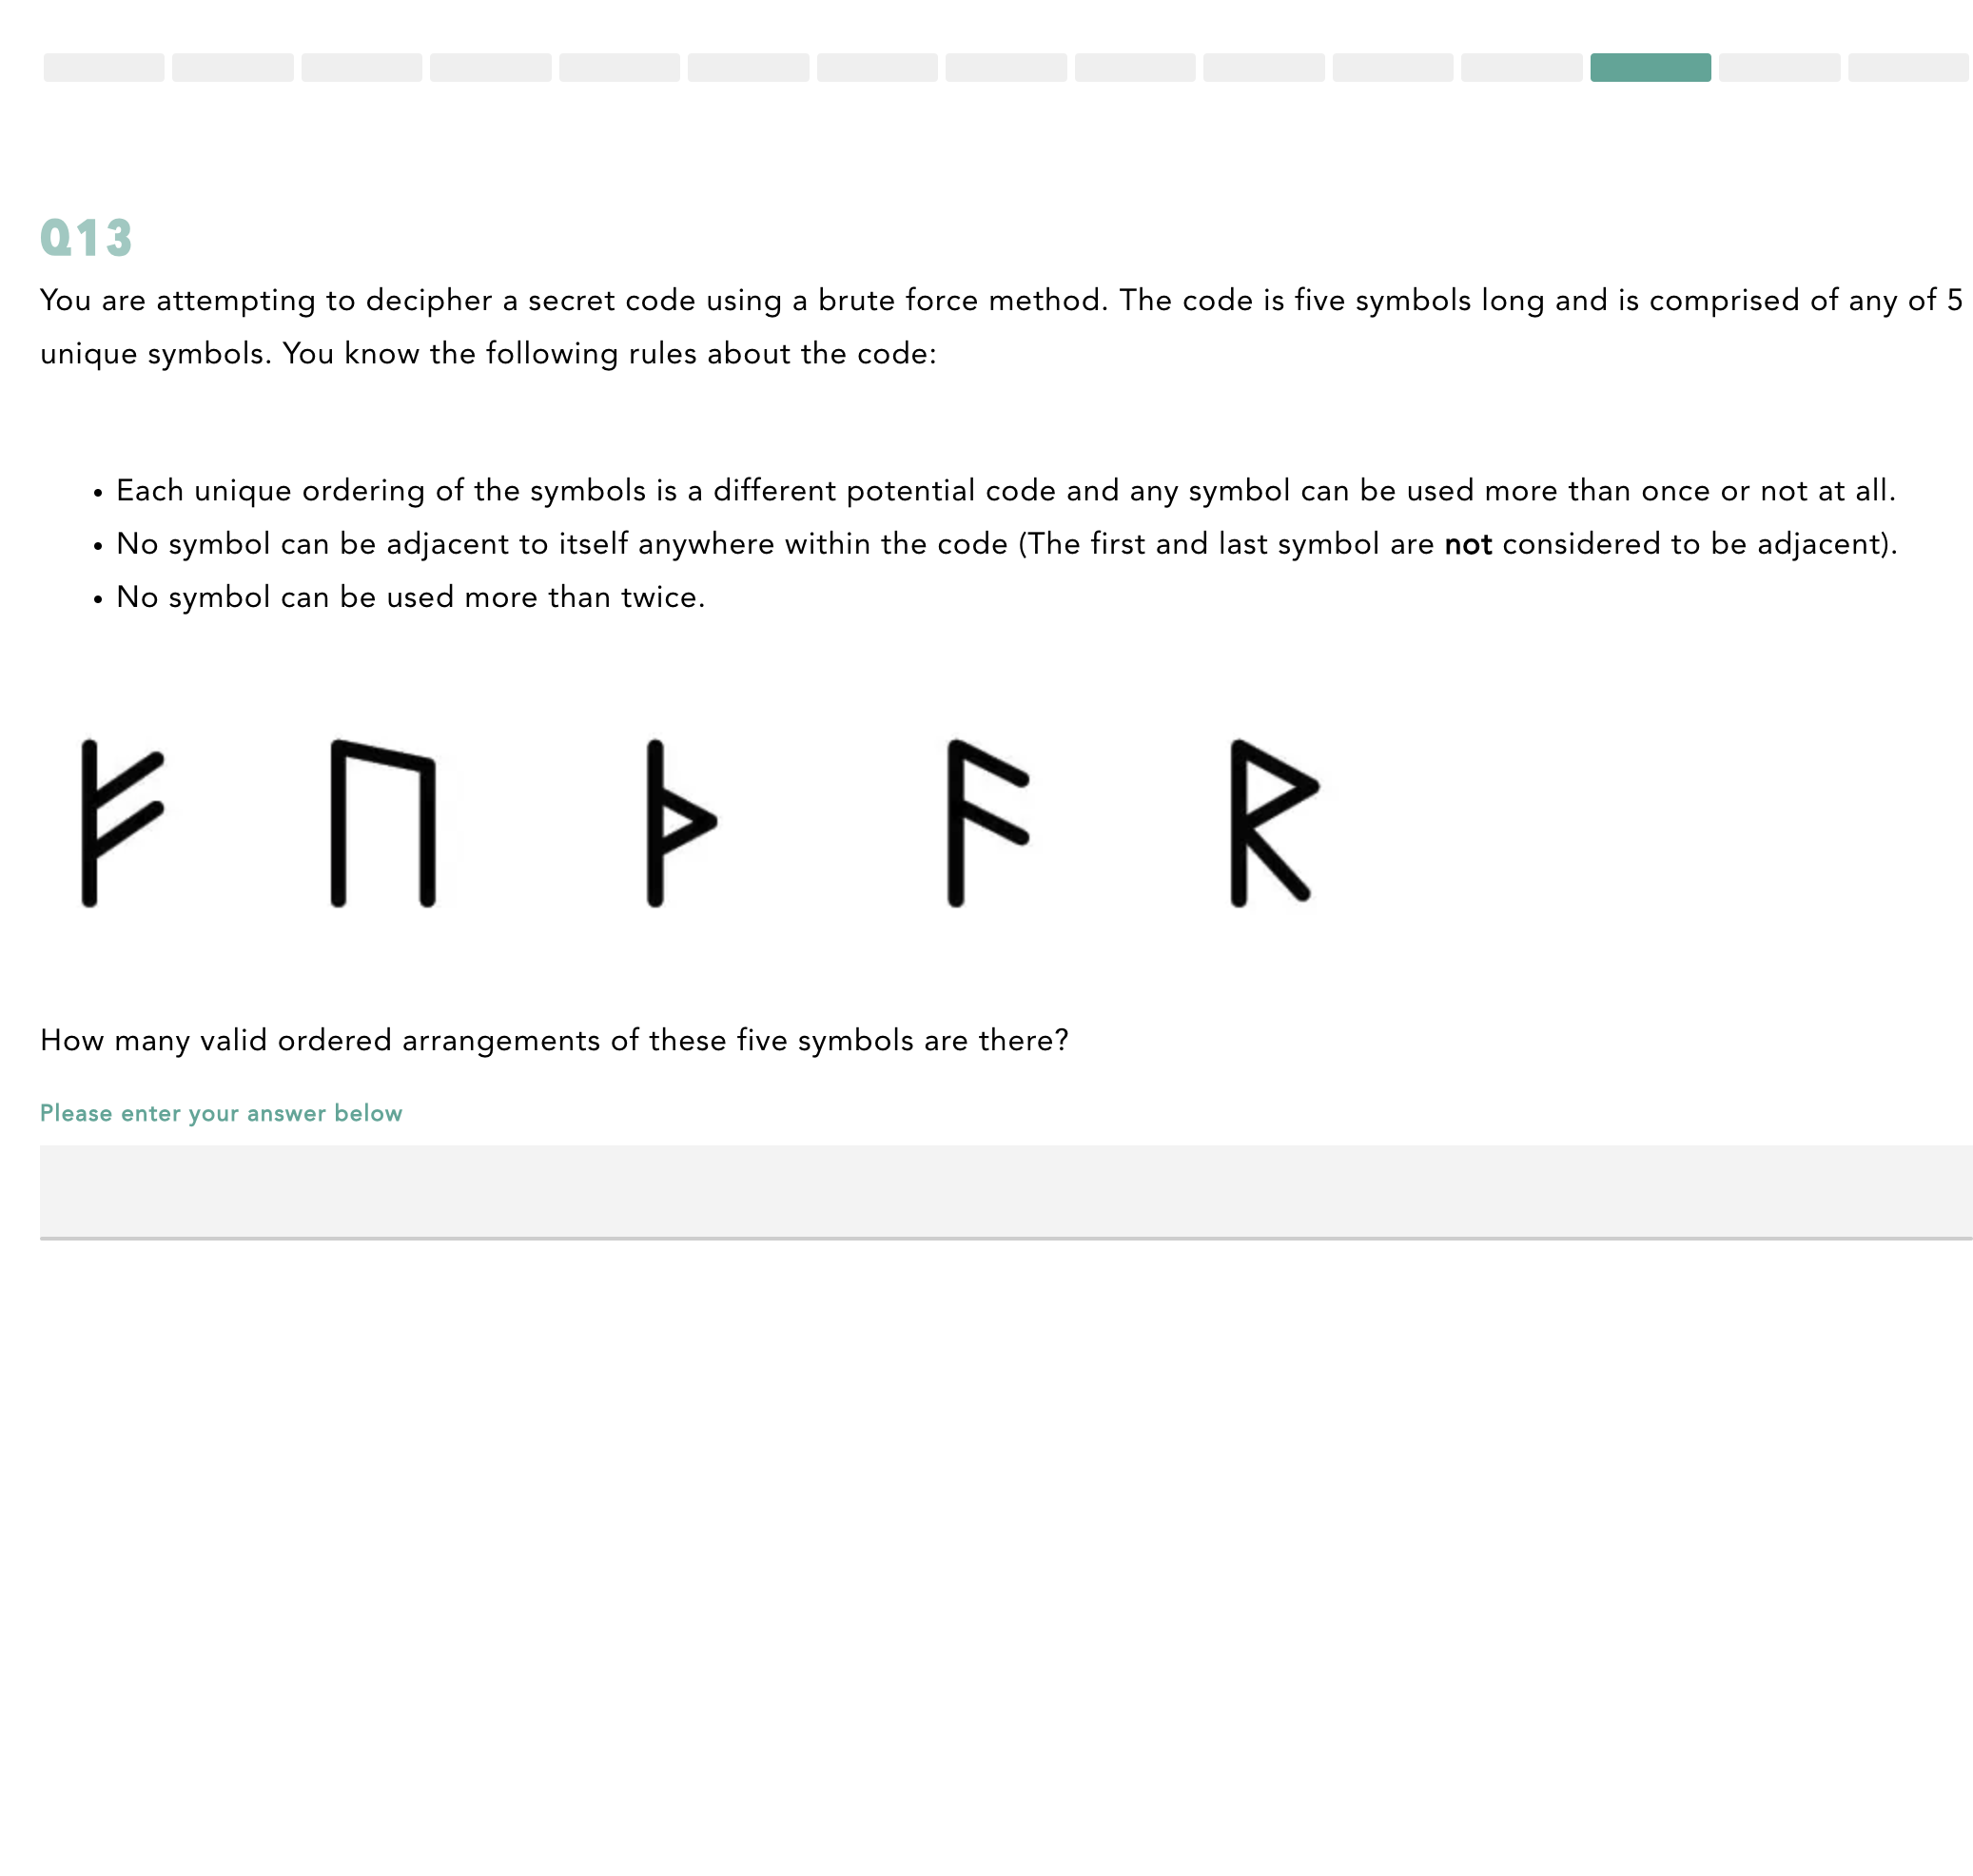 Q13
You are attempting to decipher a secret code using a brute force method. The code is five symbols long and is comprised of any of 5
unique symbols. You know the following rules about the code:
• Each unique ordering of the symbols is a different potential code and any symbol can be used more than once or not at all.
• No symbol can be adjacent to itself anywhere within the code (The first and last symbol are not considered to be adjacent).
• No symbol can be used more than twice.
ᚠ ᚢ ᚦ ᚨ ᚱ
How many valid ordered arrangements of these five symbols are there?
Please enter your answer below